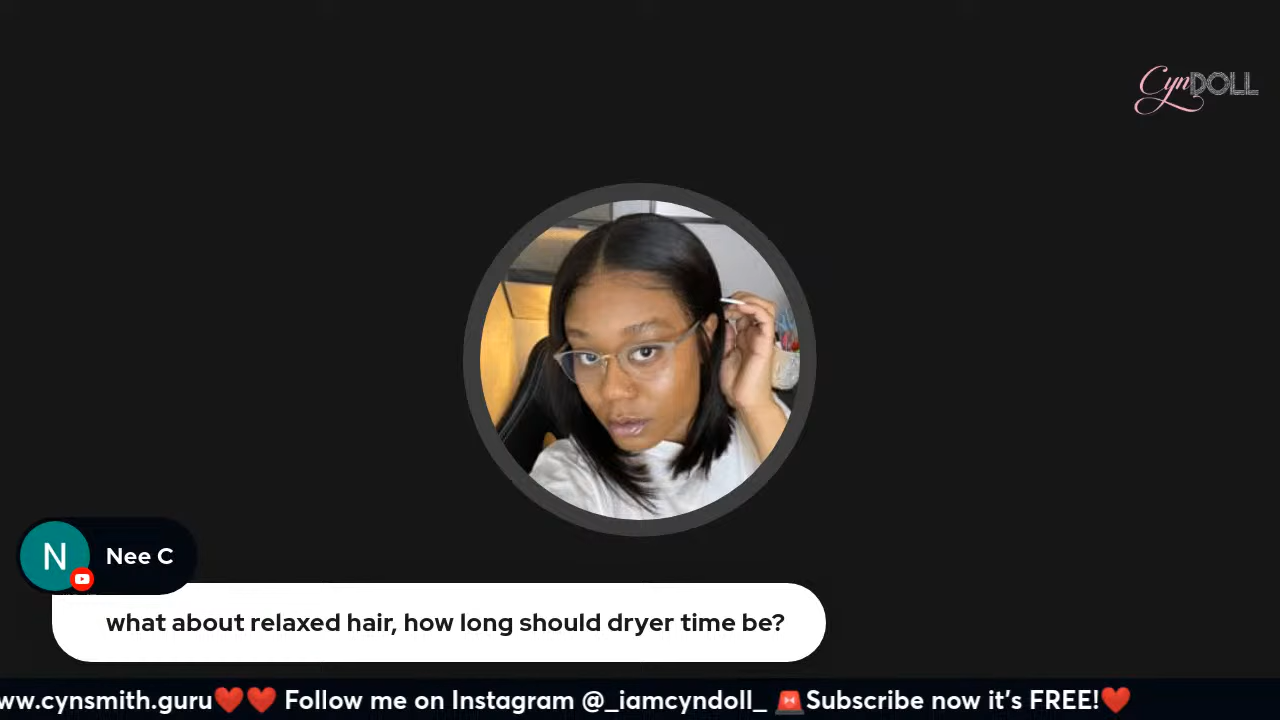 CynDOLL
N
Nee C
what about relaxed hair, how long should dryer time be?
ww.cynsmith.guru❤️❤️ Follow me on Instagram @_iamcyndoll_ 🚨Subscribe now it's FREE!❤️